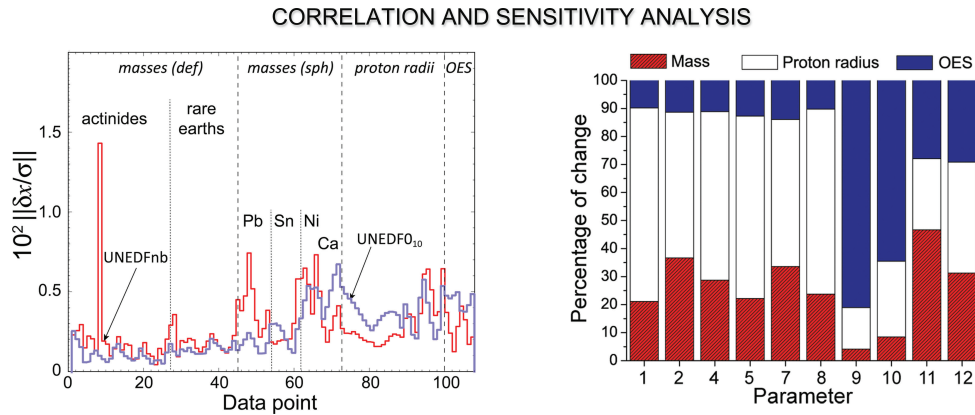 CORRELATION AND SENSITIVITY ANALYSIS
masses (def) masses (sph) proton radii OES
actinides
rare
earths
Pb Sn Ni
Ca
UNEDF0₁₀
UNEDFnb
10² ||δx/σ||
1.5
1.0
0.5
0
0 20 40 60 80 100
Data point
Mass Proton radius OES
Percentage of change
100
90
80
70
60
50
40
30
20
10
0
1 2 4 5 7 8 9 10 11 12
Parameter